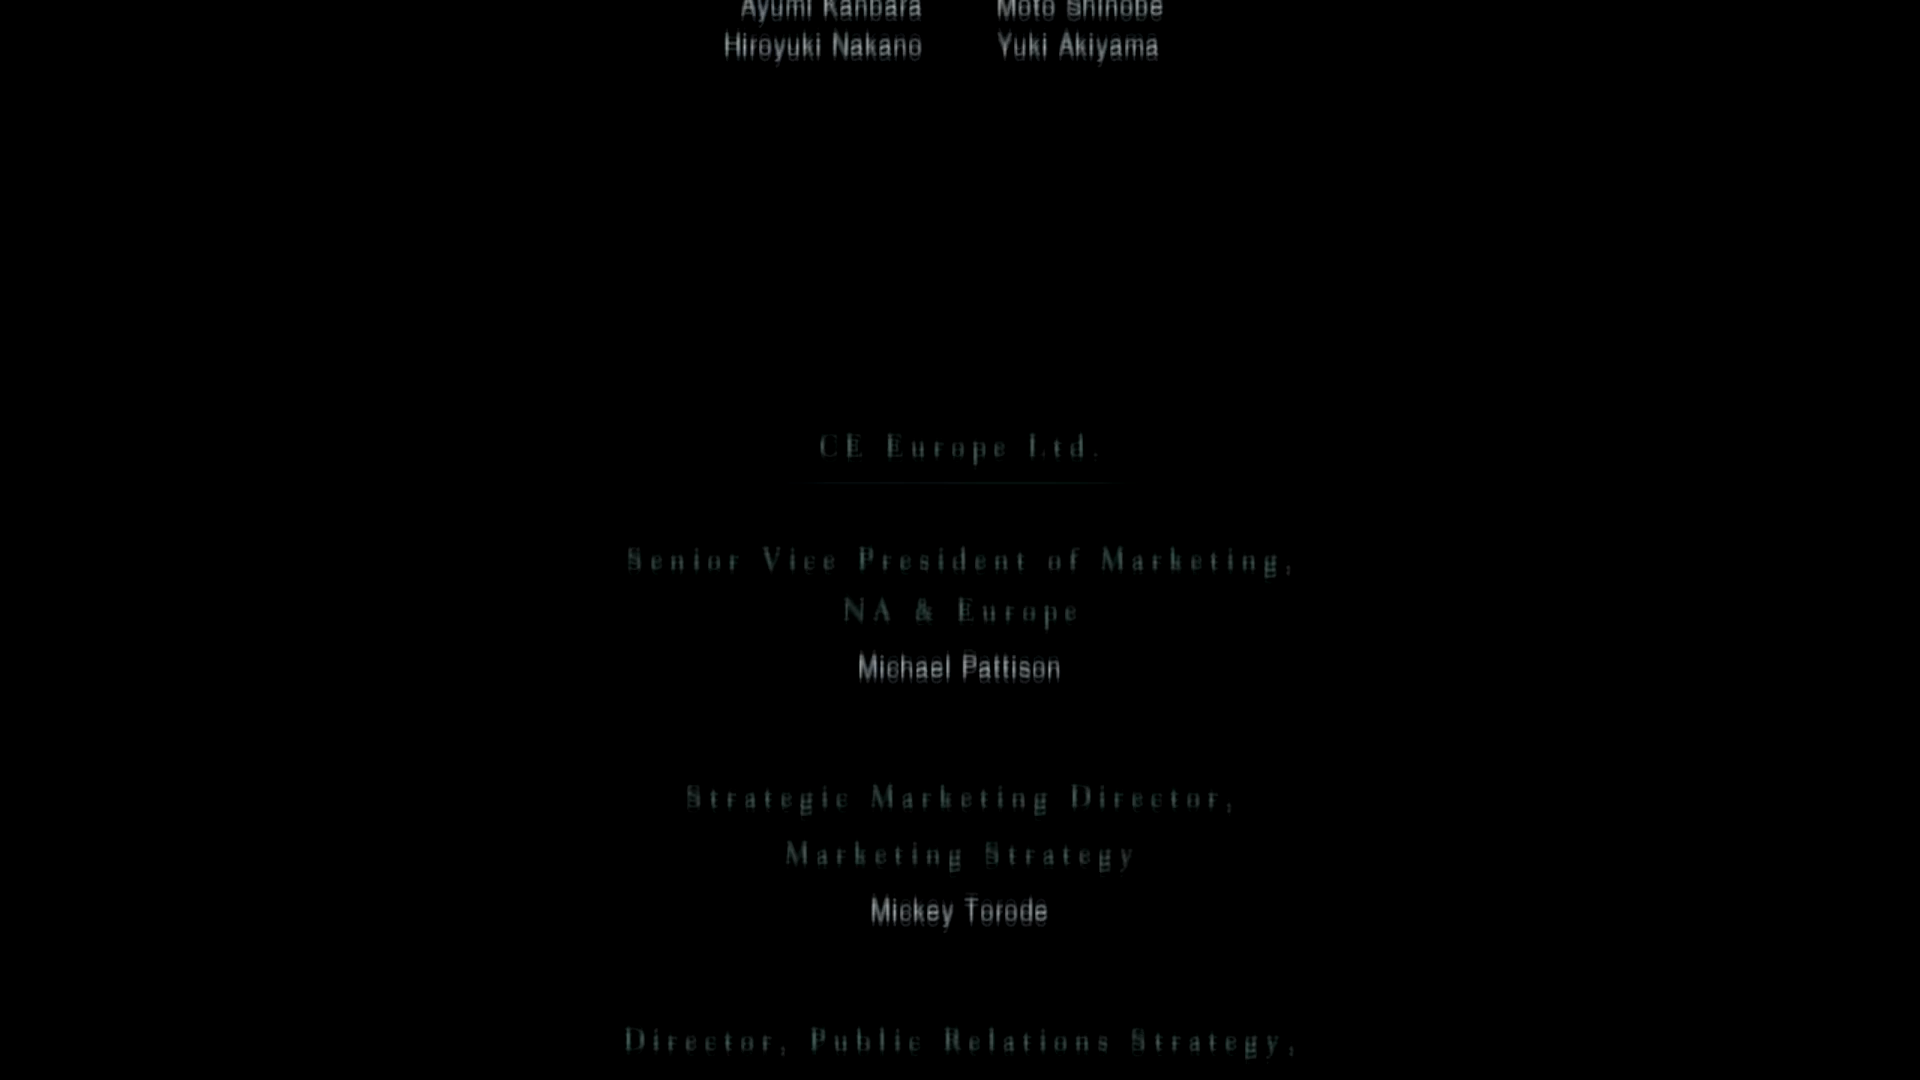 Ayumi Kanbara Moto Shinobe
Hiroyuki Nakano Yuki Akiyama
CE Europe Ltd.
Senior Vice President of Marketing,
NA & Europe
Michael Pattison
Strategic Marketing Director,
Marketing Strategy
Mickey Torode
Director, Public Relations Strategy,